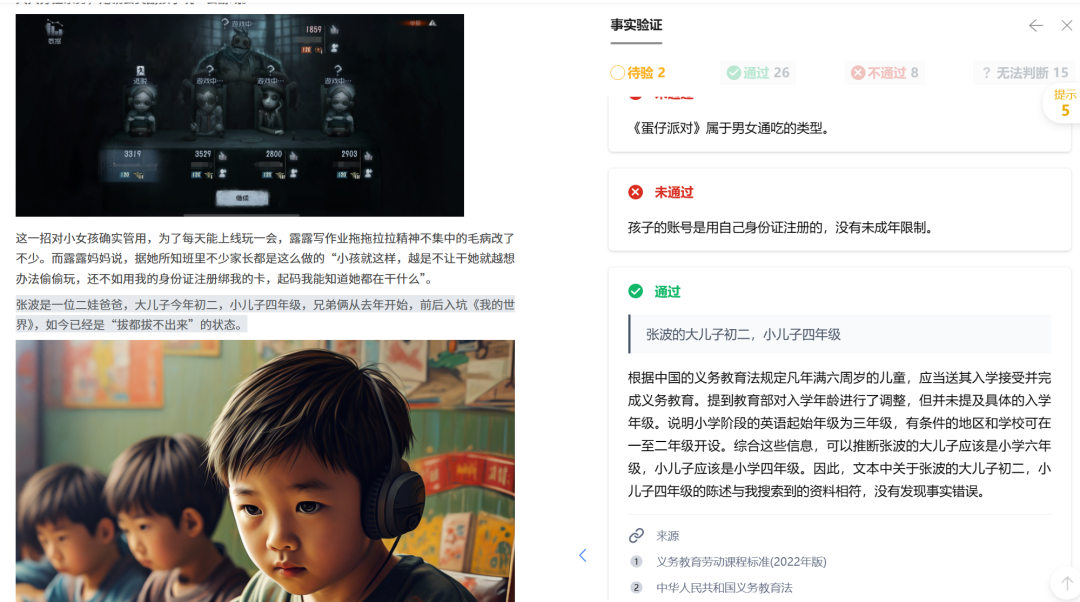 数据
游戏中
1859
逃脱
游戏中
游戏中
游戏中
3319
3529
2800
2903
继续
这一招对小女孩确实管用，为了每天能上线玩一会，露露写作业拖拖拉拉精神不集中的毛病改了
不少。而露露妈妈说，据她所知班里不少家长都是这么做的“小孩就这样，越是不让干她就越想
办法偷偷玩，还不如用我的身份证注册绑我的卡，起码我能知道她都在干什么”。
张波是一位二娃爸爸，大儿子今年初二，小儿子四年级，兄弟俩从去年开始，前后入坑《我的世
界》，如今已经是“拔都拔不出来”的状态。
事实验证
待验 2
通过 26
不通过 8
? 无法判断 15
提示
5
《蛋仔派对》属于男女通吃的类型。
未通过
孩子的账号是用自己身份证注册的，没有未成年限制。
通过
张波的大儿子初二，小儿子四年级
根据中国的义务教育法规定凡年满六周岁的儿童，应当送其入学接受并完
成义务教育。提到教育部对入学年龄进行了调整，但并未提及具体的入学
年级。说明小学阶段的英语起始年级为三年级，有条件的地区和学校可在
一至二年级开设。综合这些信息，可以推断张波的大儿子应该是小学六年
级，小儿子应该是小学四年级。因此，文本中关于张波的大儿子初二，小
儿子四年级的陈述与我搜索到的资料相符，没有发现事实错误。
来源
1 义务教育劳动课程标准(2022年版)
2 中华人民共和国义务教育法